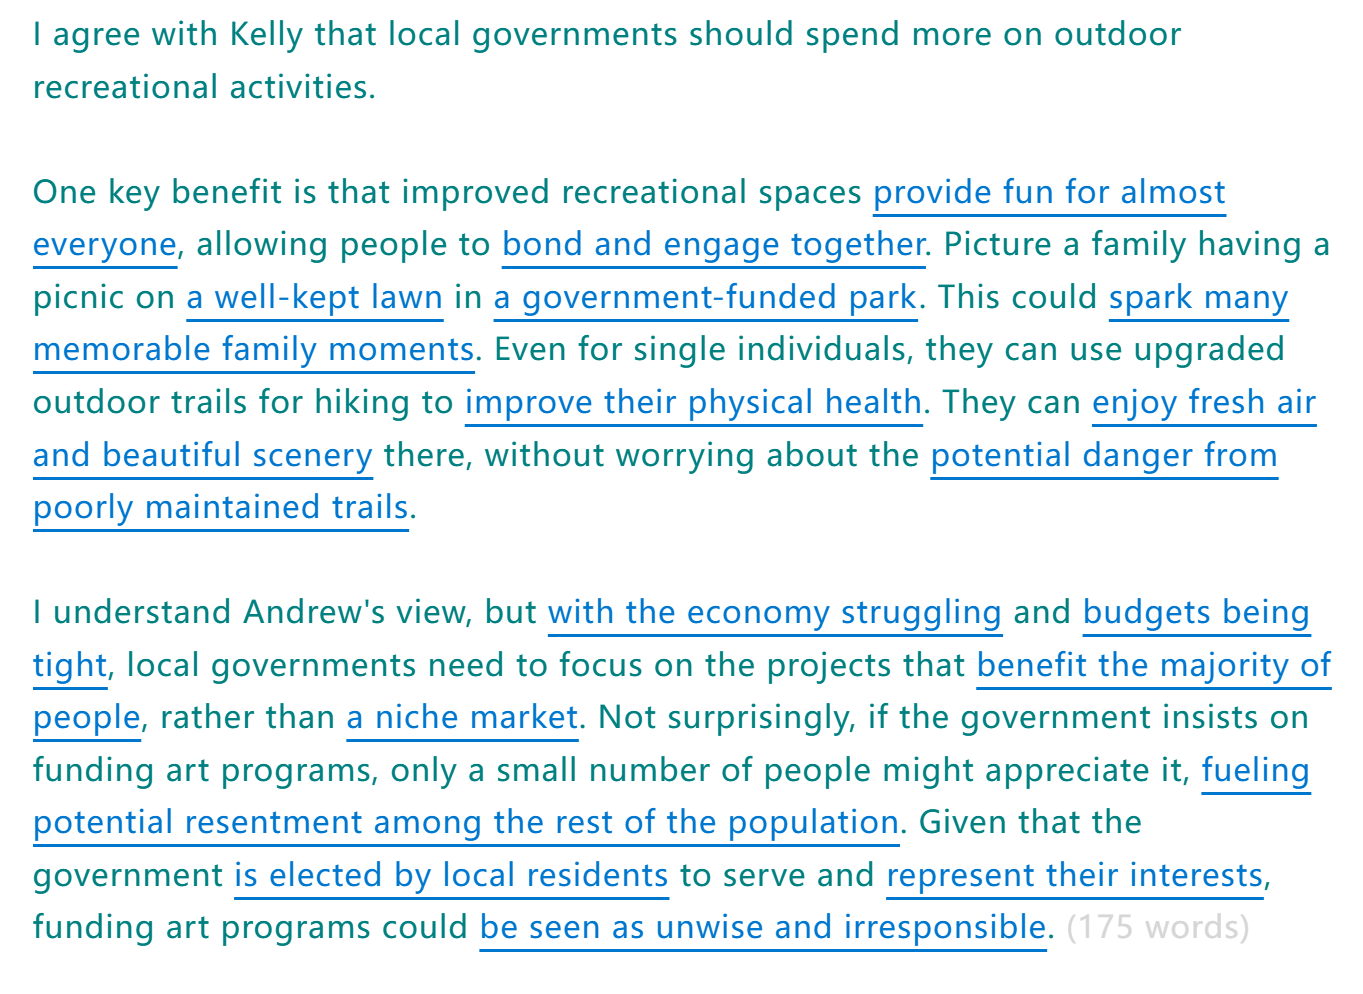 I agree with Kelly that local governments should spend more on outdoor
recreational activities.
One key benefit is that improved recreational spaces provide fun for almost
everyone, allowing people to bond and engage together. Picture a family having a
picnic on a well-kept lawn in a government-funded park. This could spark many
memorable family moments. Even for single individuals, they can use upgraded
outdoor trails for hiking to improve their physical health. They can enjoy fresh air
and beautiful scenery there, without worrying about the potential danger from
poorly maintained trails.
I understand Andrew's view, but with the economy struggling and budgets being
tight, local governments need to focus on the projects that benefit the majority of
people, rather than a niche market. Not surprisingly, if the government insists on
funding art programs, only a small number of people might appreciate it, fueling
potential resentment among the rest of the population. Given that the
government is elected by local residents to serve and represent their interests,
funding art programs could be seen as unwise and irresponsible. (175 words)